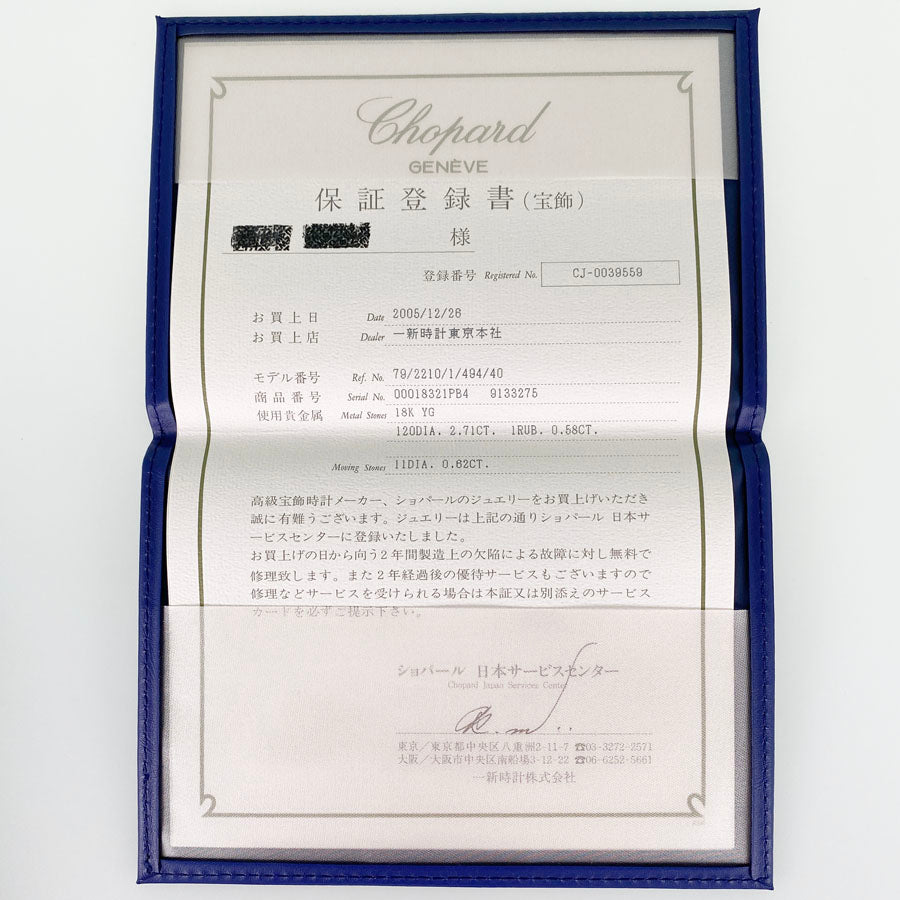 Chopard
GENÈVE
保証登録書(宝飾)
様
登録番号 Registered No. CJ-0039559
お買上日 Date 2005/12/26
お買上店 Dealer 一新時計東京本社
モデル番号 Ref. No. 79/2210/1/494/40
商品番号 Serial No. 00018321PB4 9133275
使用貴金属 Metal Stones 18K YG
120DIA. 2.71CT. 1RUB. 0.58CT.
Moving Stones 11DIA. 0.62CT.
高級宝飾時計メーカー、ショパールのジュエリーをお買上げいただき
誠に有難うございます。ジュエリーは上記の通りショパール 日本サ
ービスセンターに登録いたしました。
お買上げの日から向う2年間製造上の欠陥による故障に対し無料で
修理致します。また2年経過後の優待サービスもございますので
修理などサービスを受けられる場合は本証又は別添えのサービス
カードを必ずご提示下さい。
ショパール 日本サービスセンター
Chopard Japan Services Center
東京/東京都中央区八重洲2-11-7 ☎03-3272-2571
大阪/大阪市中央区南船場3-12-22 ☎06-6252-5661
一新時計株式会社